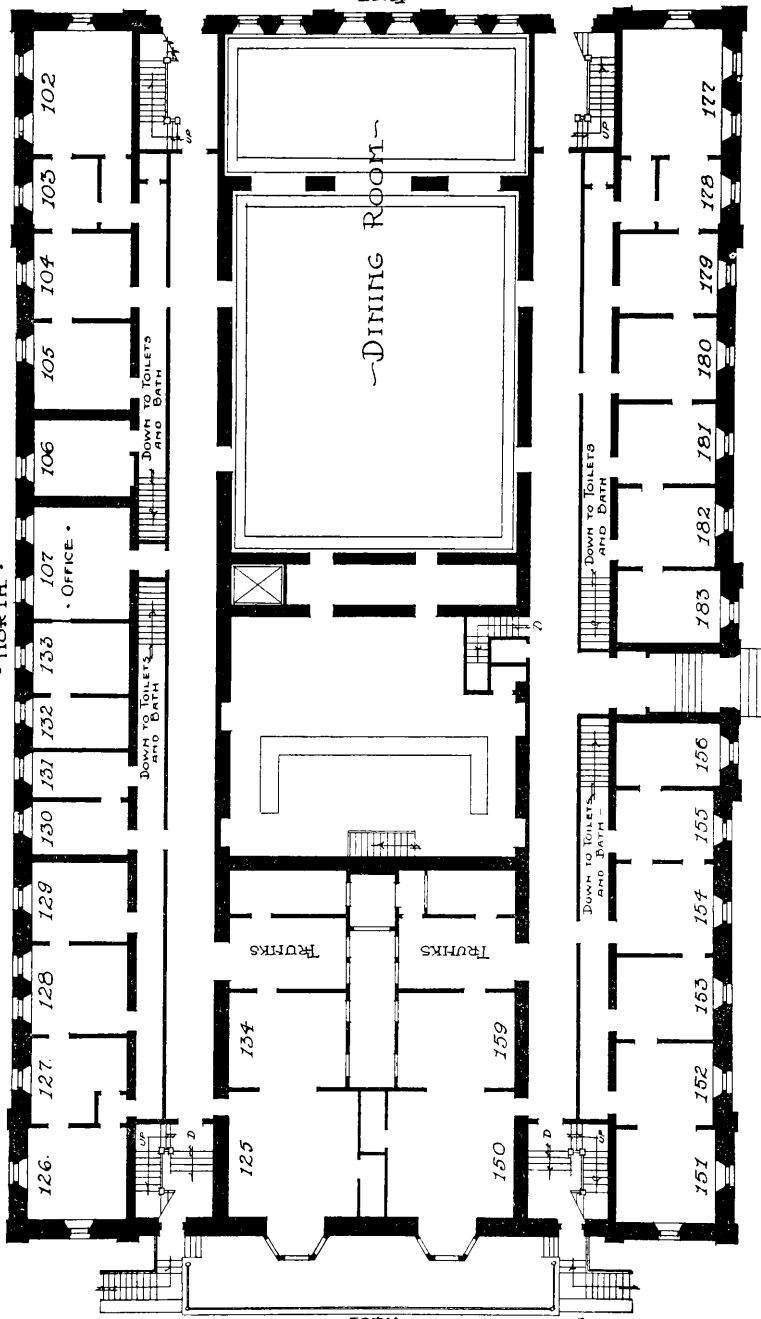 EAST
102
103
104
105
106
107
· OFFICE ·
133
132
131
130
129
128
127.
126.
· NORTH ·
UP
DOWN TO TOILETS
AND BATH
DOWN TO TOILETS
AND BATH
UP
D
~DINING ROOM~
D
TRUNKS
TRUNKS
134
159
125
150
UP
DOWN TO TOILETS
AND BATH
DOWN TO TOILETS
AND BATH -
D
UP
177
178
179
180
181
182
183
156
155
154
153
152
151